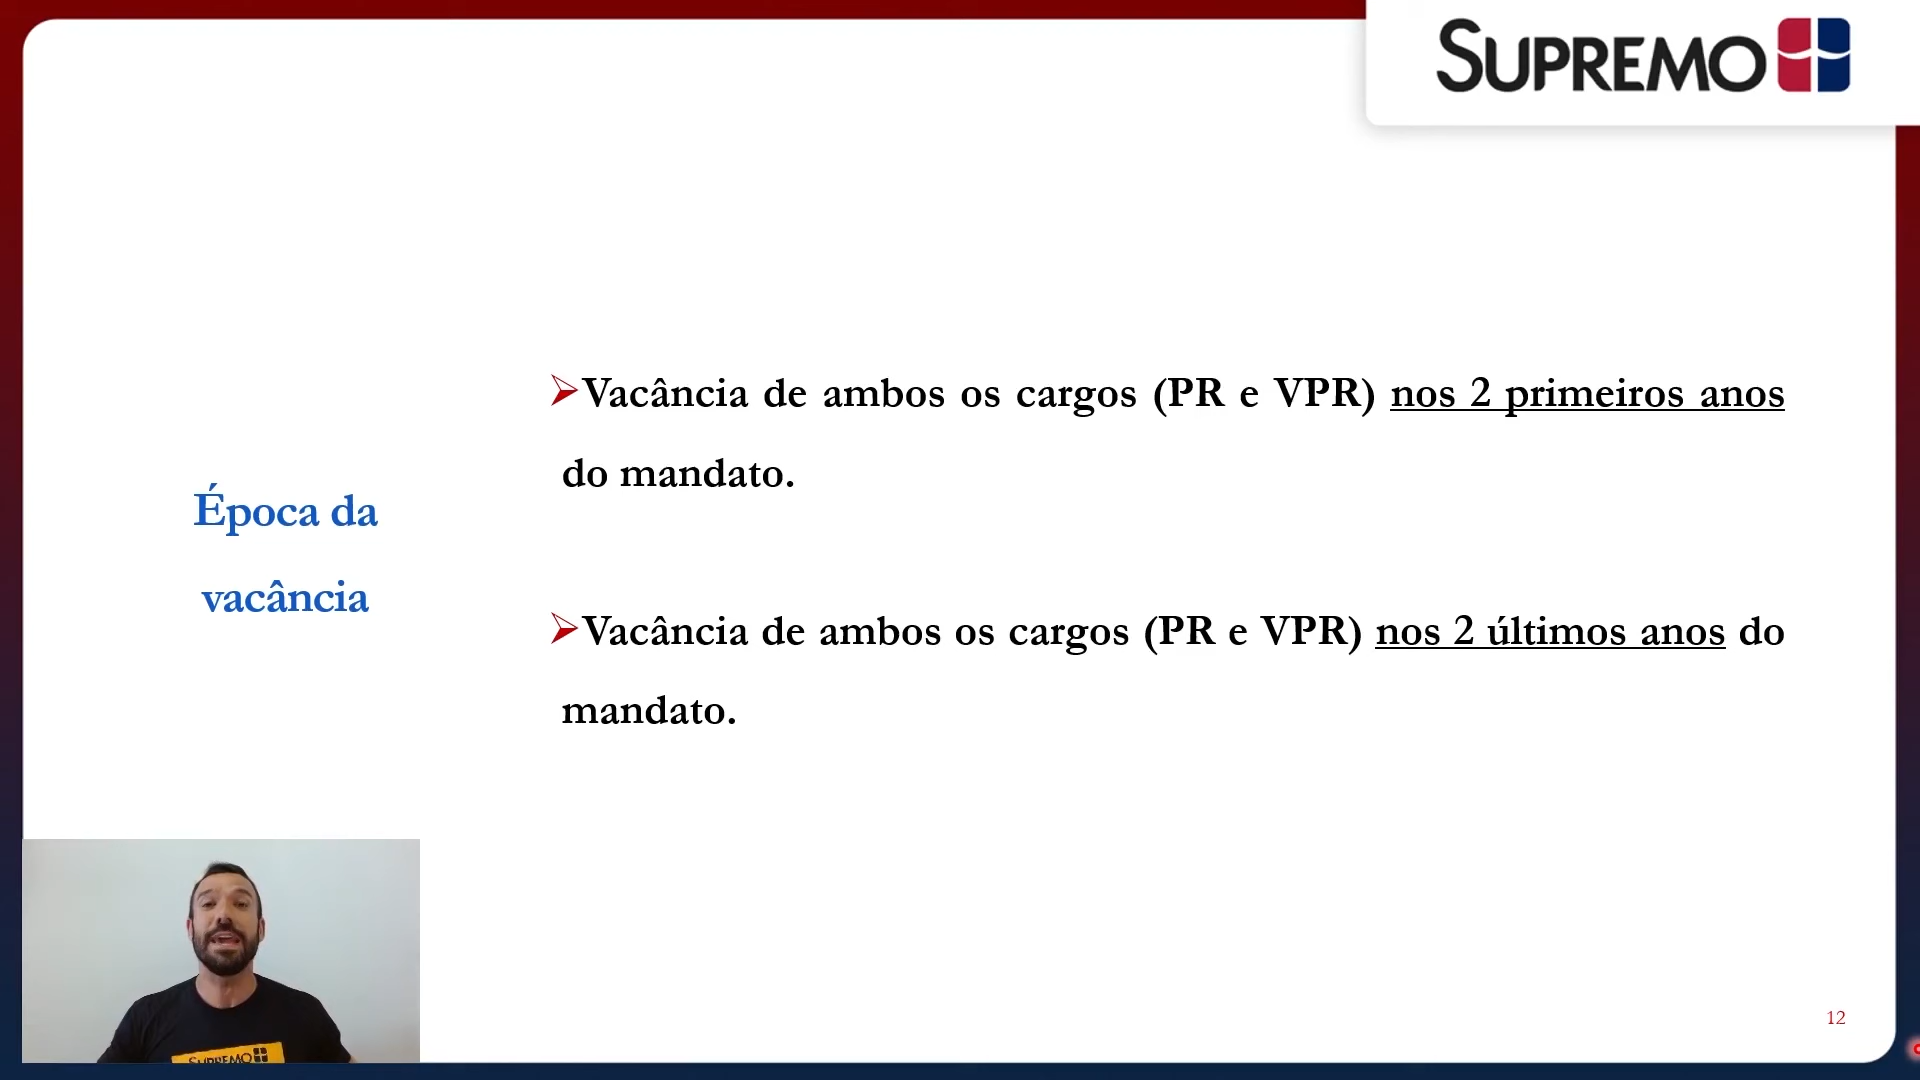 SUPREMO
➢Vacância de ambos os cargos (PR e VPR) nos 2 primeiros anos
do mandato.
Época da
vacância
➢Vacância de ambos os cargos (PR e VPR) nos 2 últimos anos do
mandato.
SUPREMO
12